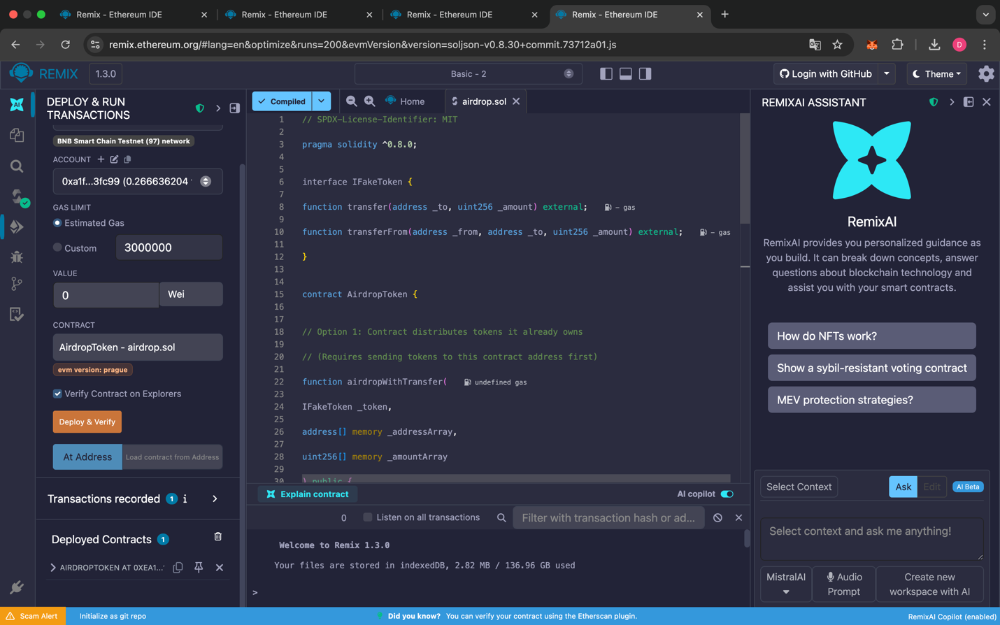 Remix - Ethereum IDE
Remix - Ethereum IDE
Remix - Ethereum IDE
Remix - Ethereum IDE
remix.ethereum.org/#lang=en&optimize&runs=200&evmVersion&version=soljson-v0.8.30+commit.73712a01.js
D
REMIX
1.3.0
Basic - 2
Login with GitHub
Theme
AI
DEPLOY & RUN
TRANSACTIONS
BNB Smart Chain Testnet (97) network
ACCOUNT
0xa1f...3fc99 (0.266636204
GAS LIMIT
Estimated Gas
Custom
3000000
VALUE
0
Wei
CONTRACT
AirdropToken - airdrop.sol
evm version: prague
Verify Contract on Explorers
Deploy & Verify
At Address
Load contract from Address
Transactions recorded 1 i
Deployed Contracts 1
AIRDROPTOKEN AT 0XEA1...
Compiled
Home
airdrop.sol
1 // SPDX-License-Identifier: MIT
2
3 pragma solidity ^0.8.0;
4
5
6 interface IFakeToken {
7
8 function transfer(address _to, uint256 _amount) external; - gas
9
10 function transferFrom(address _from, address _to, uint256 _amount) external; - gas
11
12 }
13
14
15 contract AirdropToken {
16
17
18 // Option 1: Contract distributes tokens it already owns
19
20 // (Requires sending tokens to this contract address first)
21
22 function airdropWithTransfer( undefined gas
23
24 IFakeToken _token,
25
26 address[] memory _addressArray,
27
28 uint256[] memory _amountArray
29
30 ) public {
Explain contract
AI copilot
0
Listen on all transactions
Filter with transaction hash or ad...
Welcome to Remix 1.3.0
Your files are stored in indexedDB, 2.82 MB / 136.96 GB used
>
REMIXAI ASSISTANT
RemixAI
RemixAI provides you personalized guidance as
you build. It can break down concepts, answer
questions about blockchain technology and
assist you with your smart contracts.
How do NFTs work?
Show a sybil-resistant voting contract
MEV protection strategies?
Select Context
Ask
Edit
AI Beta
Select context and ask me anything!
MistralAI
Audio
Prompt
Create new
workspace with AI
Scam Alert
Initialize as git repo
Did you know? You can verify your contract using the Etherscan plugin.
RemixAI Copilot (enabled)